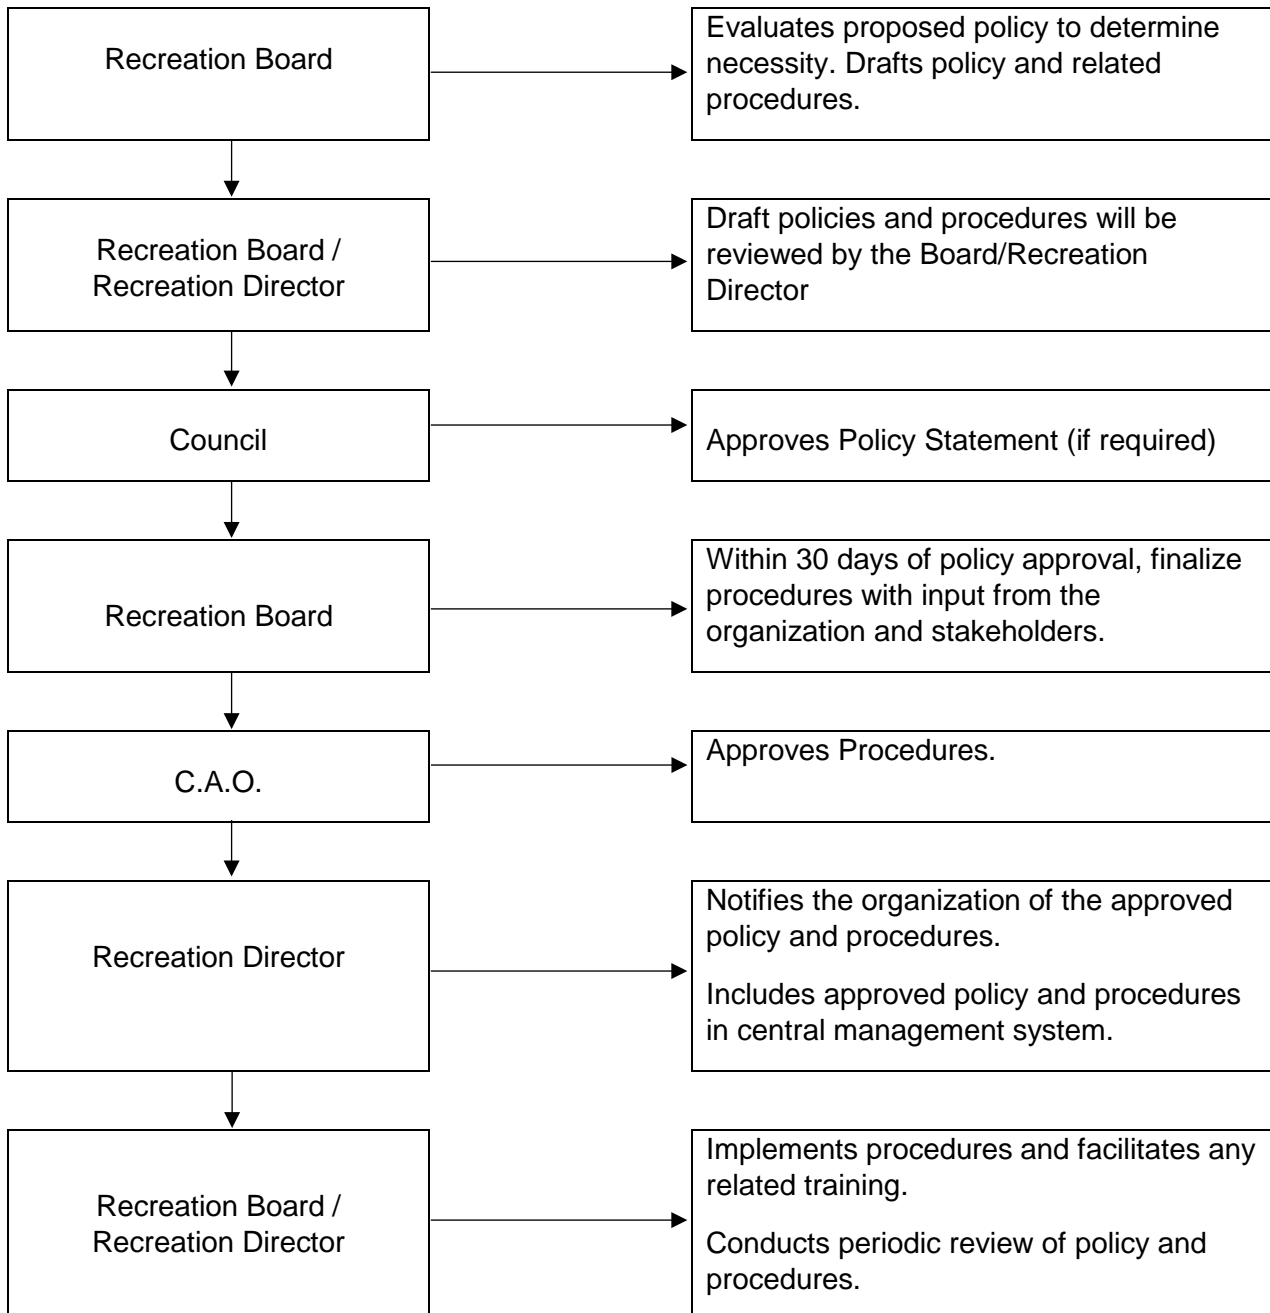 Recreation Board
Evaluates proposed policy to determine
necessity. Drafts policy and related
procedures.
Recreation Board /
Recreation Director
Draft policies and procedures will be
reviewed by the Board/Recreation
Director
Council
Approves Policy Statement (if required)
Recreation Board
Within 30 days of policy approval, finalize
procedures with input from the
organization and stakeholders.
C.A.O.
Approves Procedures.
Recreation Director
Notifies the organization of the approved
policy and procedures.
Includes approved policy and procedures
in central management system.
Recreation Board /
Recreation Director
Implements procedures and facilitates any
related training.
Conducts periodic review of policy and
procedures.